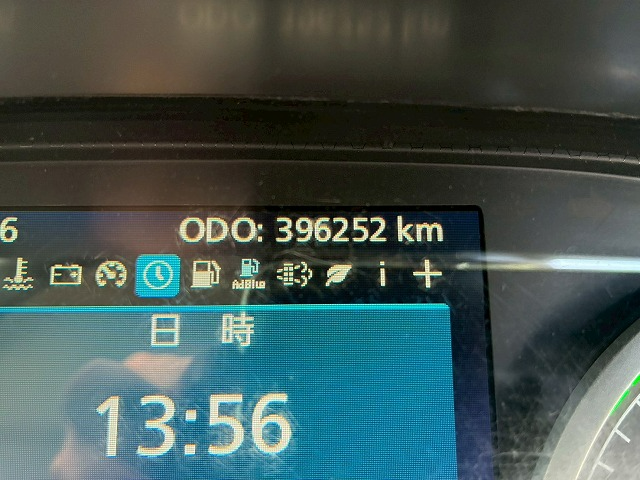 6 ODO: 396252 km
AdBlue i
日 時
13:56